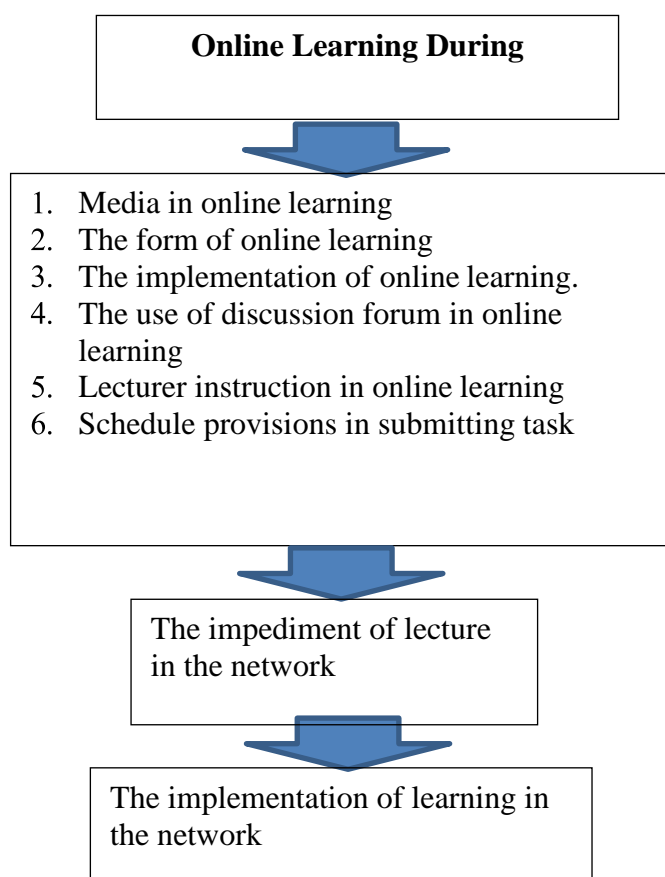 Online Learning During
1. Media in online learning
2. The form of online learning
3. The implementation of online learning.
4. The use of discussion forum in online
learning
5. Lecturer instruction in online learning
6. Schedule provisions in submitting task
The impediment of lecture
in the network
The implementation of learning in
the network